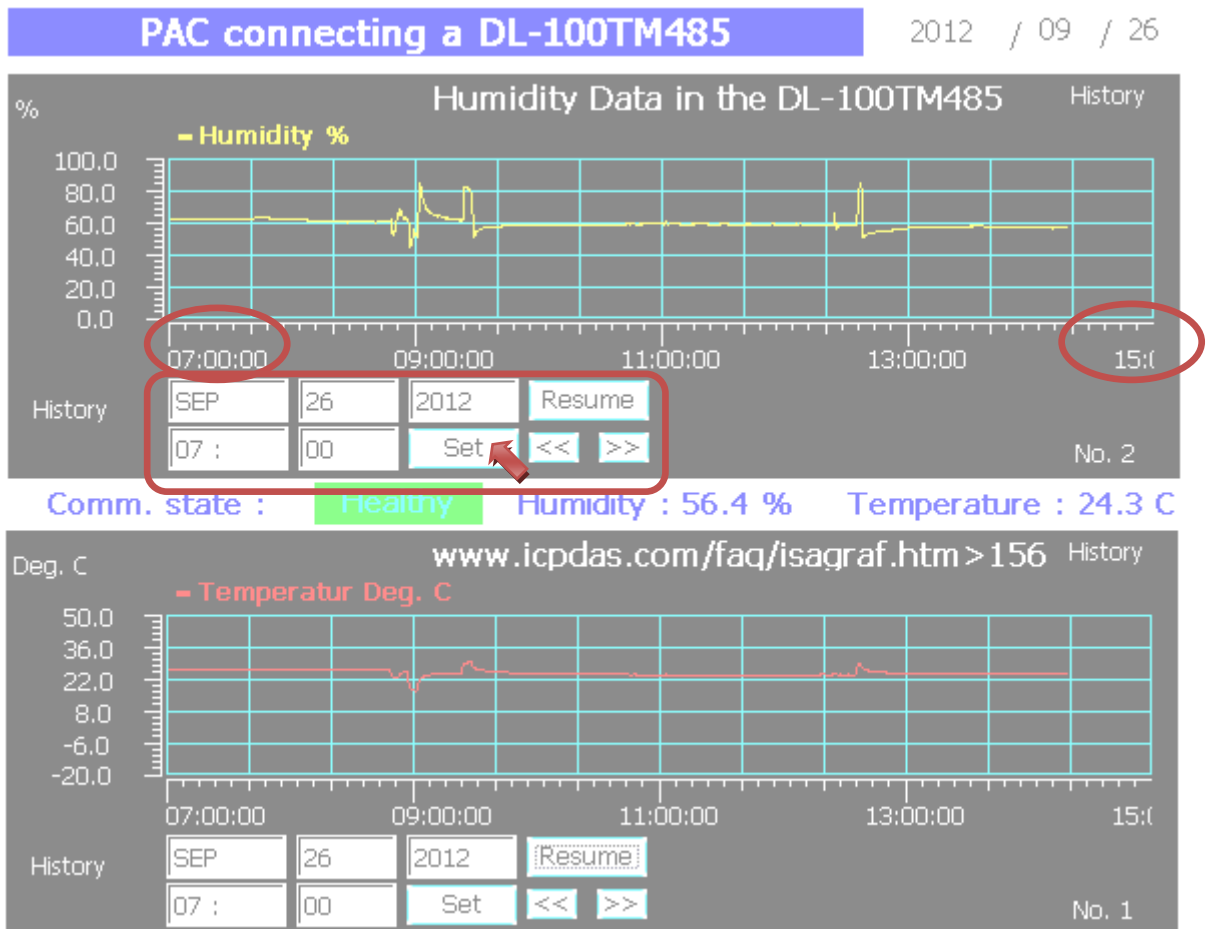 PAC connecting a DL-100TM485 2012 / 09 / 26
% Humidity Data in the DL-100TM485 History
Humidity %
100.0
80.0
60.0
40.0
20.0
0.0
07:00:00 09:00:00 11:00:00 13:00:00 15:(
History SEP 26 2012 Resume
07 : 00 Set << >> No. 2
Comm. state : Healthy Humidity : 56.4 % Temperature : 24.3 C
Deg. C www.icpdas.com/faq/isagraf.htm>156 History
Temperatur Deg. C
50.0
36.0
22.0
8.0
-6.0
-20.0
07:00:00 09:00:00 11:00:00 13:00:00 15:(
History SEP 26 2012 Resume
07 : 00 Set << >> No. 1